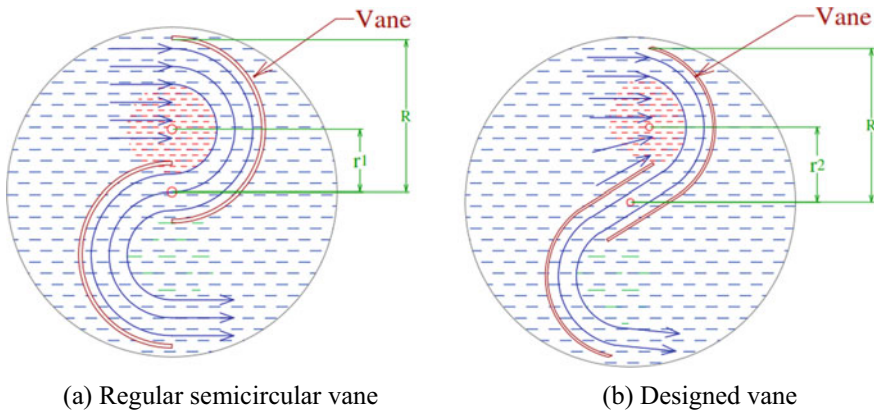 Vane
R
r1
(a) Regular semicircular vane
Vane
R
r2
(b) Designed vane